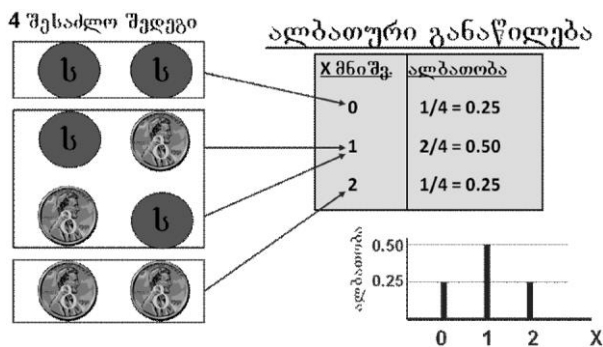 4 შესაძლო შედეგი
ალბათური განაწილება
ს ს
ს
ს
X მნიშვ. ალბათობა
0 1/4 = 0.25
1 2/4 = 0.50
2 1/4 = 0.25
ალბათობა
0.50
0.25
0 1 2 X